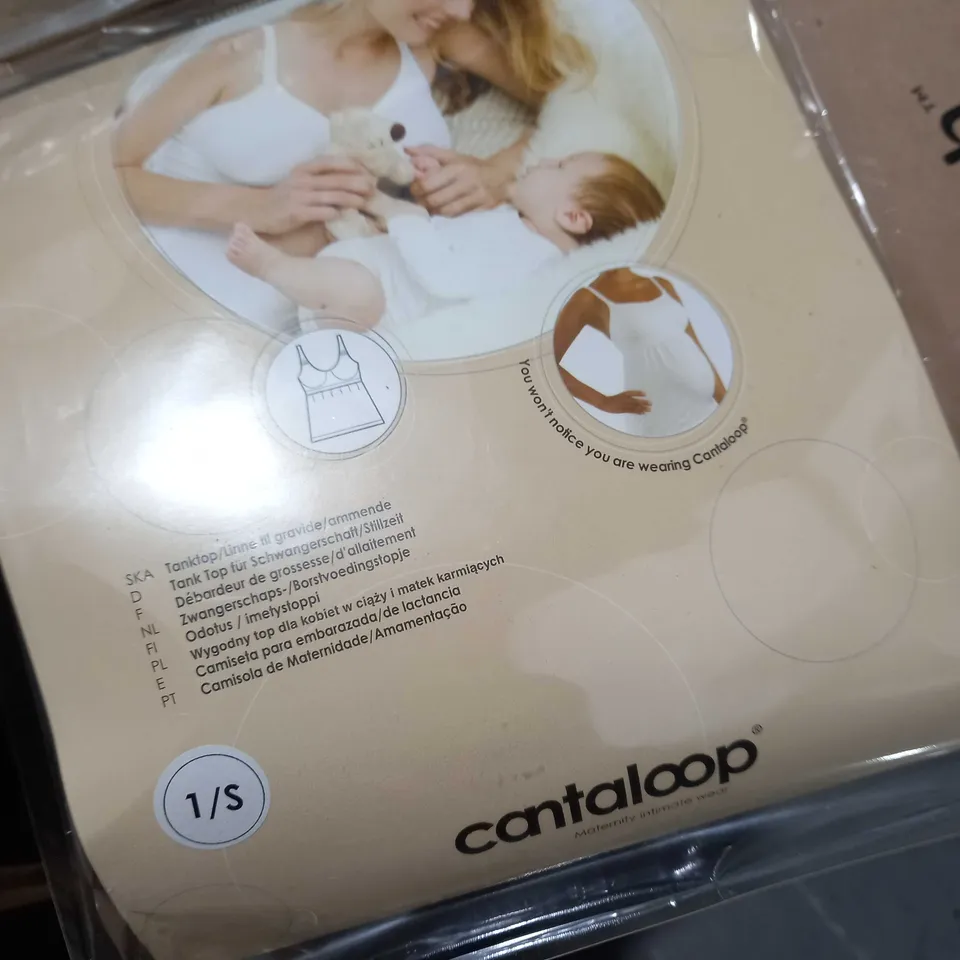 TM
You won't notice you are wearing Cantaloop®
SKA Tanktop/Linne til gravide/ammende
D Tank Top für Schwangerschaft/Stillzeit
F Débardeur de grossesse/d'allaitement
NL Zwangerschaps-/Borstvoedingstopje
FI Odotus / imetystoppi
PL Wygodny top dla kobiet w ciąży i matek karmiących
E Camiseta para embarazada/de lactancia
PT Camisola de Maternidade/Amamentação
1/S
cantaloop®
Maternity intimate wear